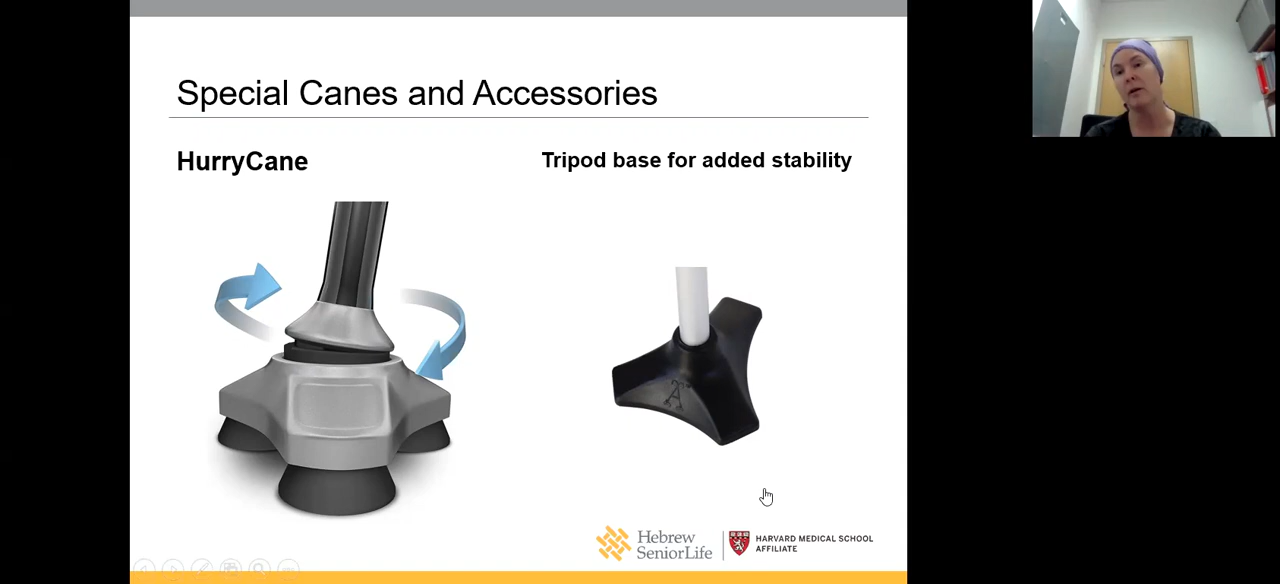 Special Canes and Accessories
HurryCane
Tripod base for added stability
A
Hebrew
SeniorLife
HARVARD MEDICAL SCHOOL
AFFILIATE